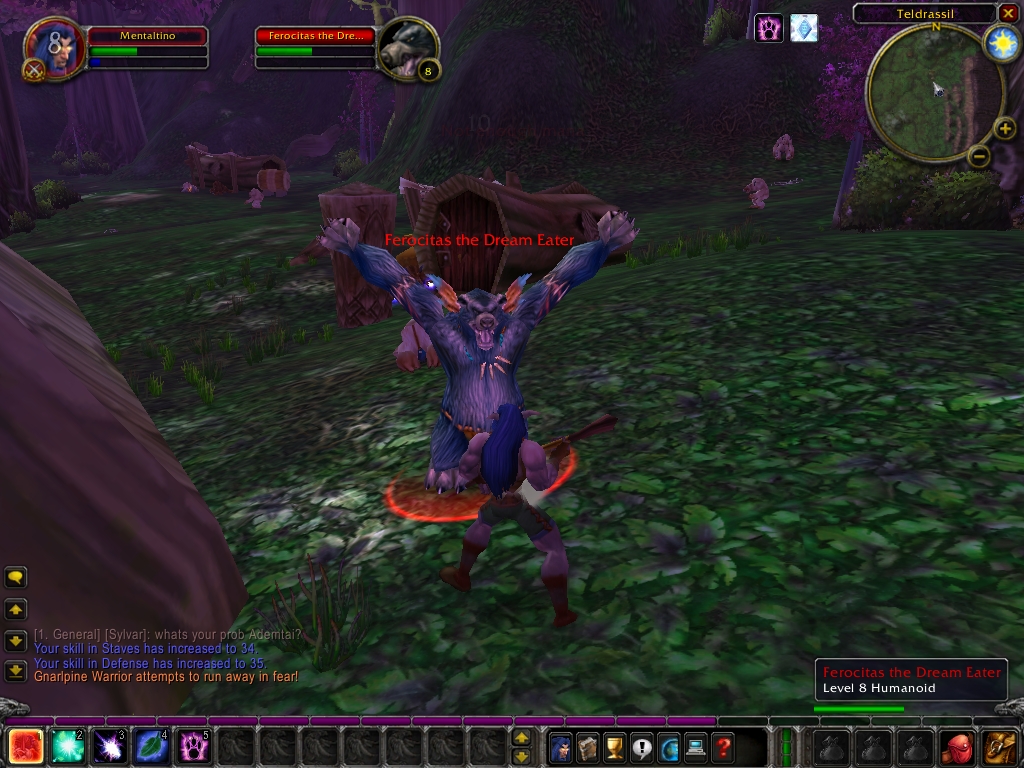 8
Mentaltino
Ferocitas the Dre...
8
Teldrassil
N
10
Ferocitas the Dream Eater
[1. General] [Sylvar]: whats your prob Ademtai?
Your skill in Staves has increased to 34.
Your skill in Defense has increased to 35.
Gnarlpine Warrior attempts to run away in fear!
Ferocitas the Dream Eater
Level 8 Humanoid
1 2 3 4 5